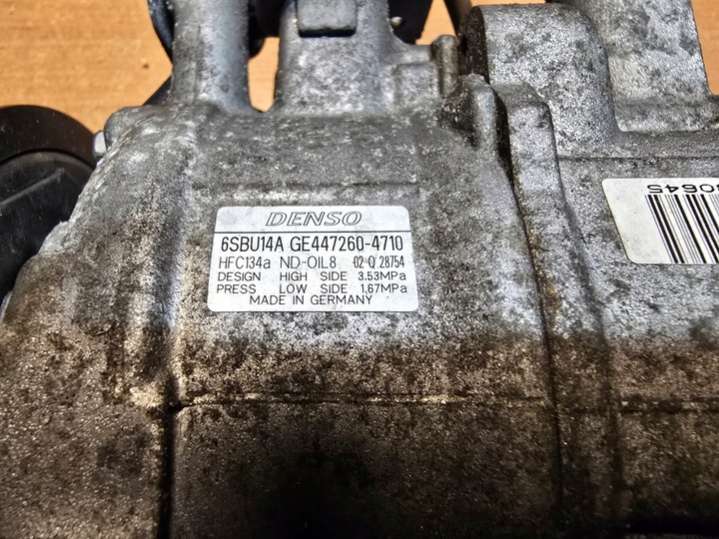 DENSO
6SBU14A GE447260-4710
HFC134a ND-OIL8 02 Q 28754
DESIGN HIGH SIDE 3.53MPa
PRESS LOW SIDE 1.67MPa
MADE IN GERMANY